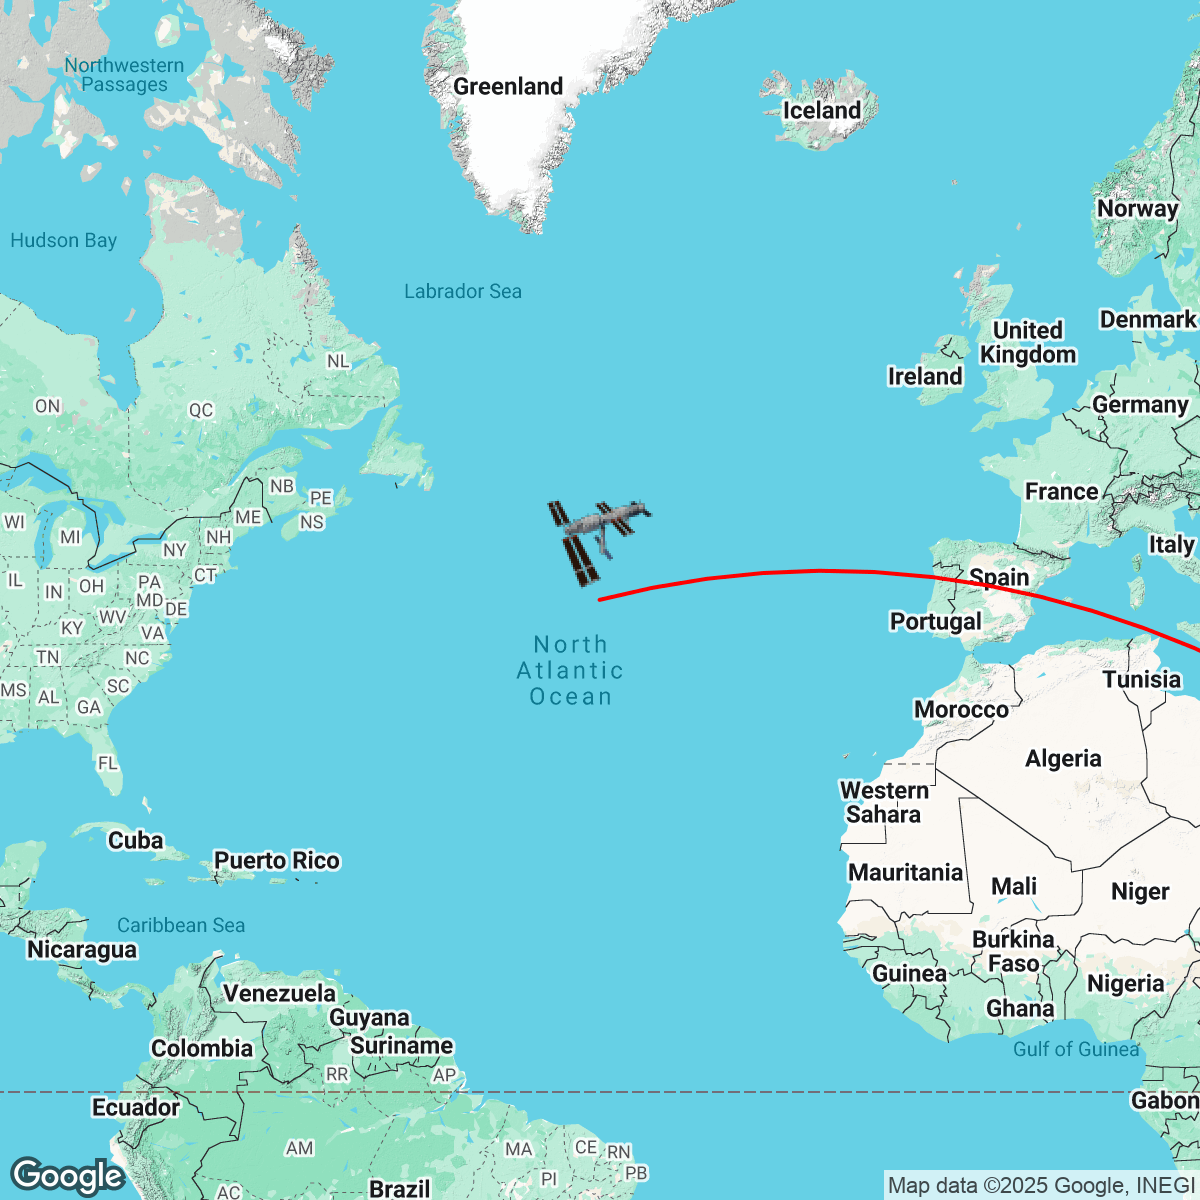 Northwestern
Passages
Greenland
Iceland
Norway
Hudson Bay
Labrador Sea
Denmark
United
Kingdom
Ireland
NL
ON
QC
Germany
NB
PE
France
WI
MI
ME
NS
NH
NY
Italy
IL
IN
OH
PA
CT
MD
DE
Spain
WV
KY
VA
Portugal
TN
NC
North
Atlantic
Ocean
MS
AL
SC
GA
Tunisia
Morocco
FL
Algeria
Western
Sahara
Cuba
Puerto Rico
Mauritania
Mali
Niger
Caribbean Sea
Nicaragua
Burkina
Faso
Guinea
Nigeria
Venezuela
Ghana
Guyana
Suriname
Colombia
Gulf of Guinea
RR
AP
Ecuador
Gabon
AM
MA
CE
RN
PI
PB
AC
Brazil
Google
Map data ©2025 Google, INEGI